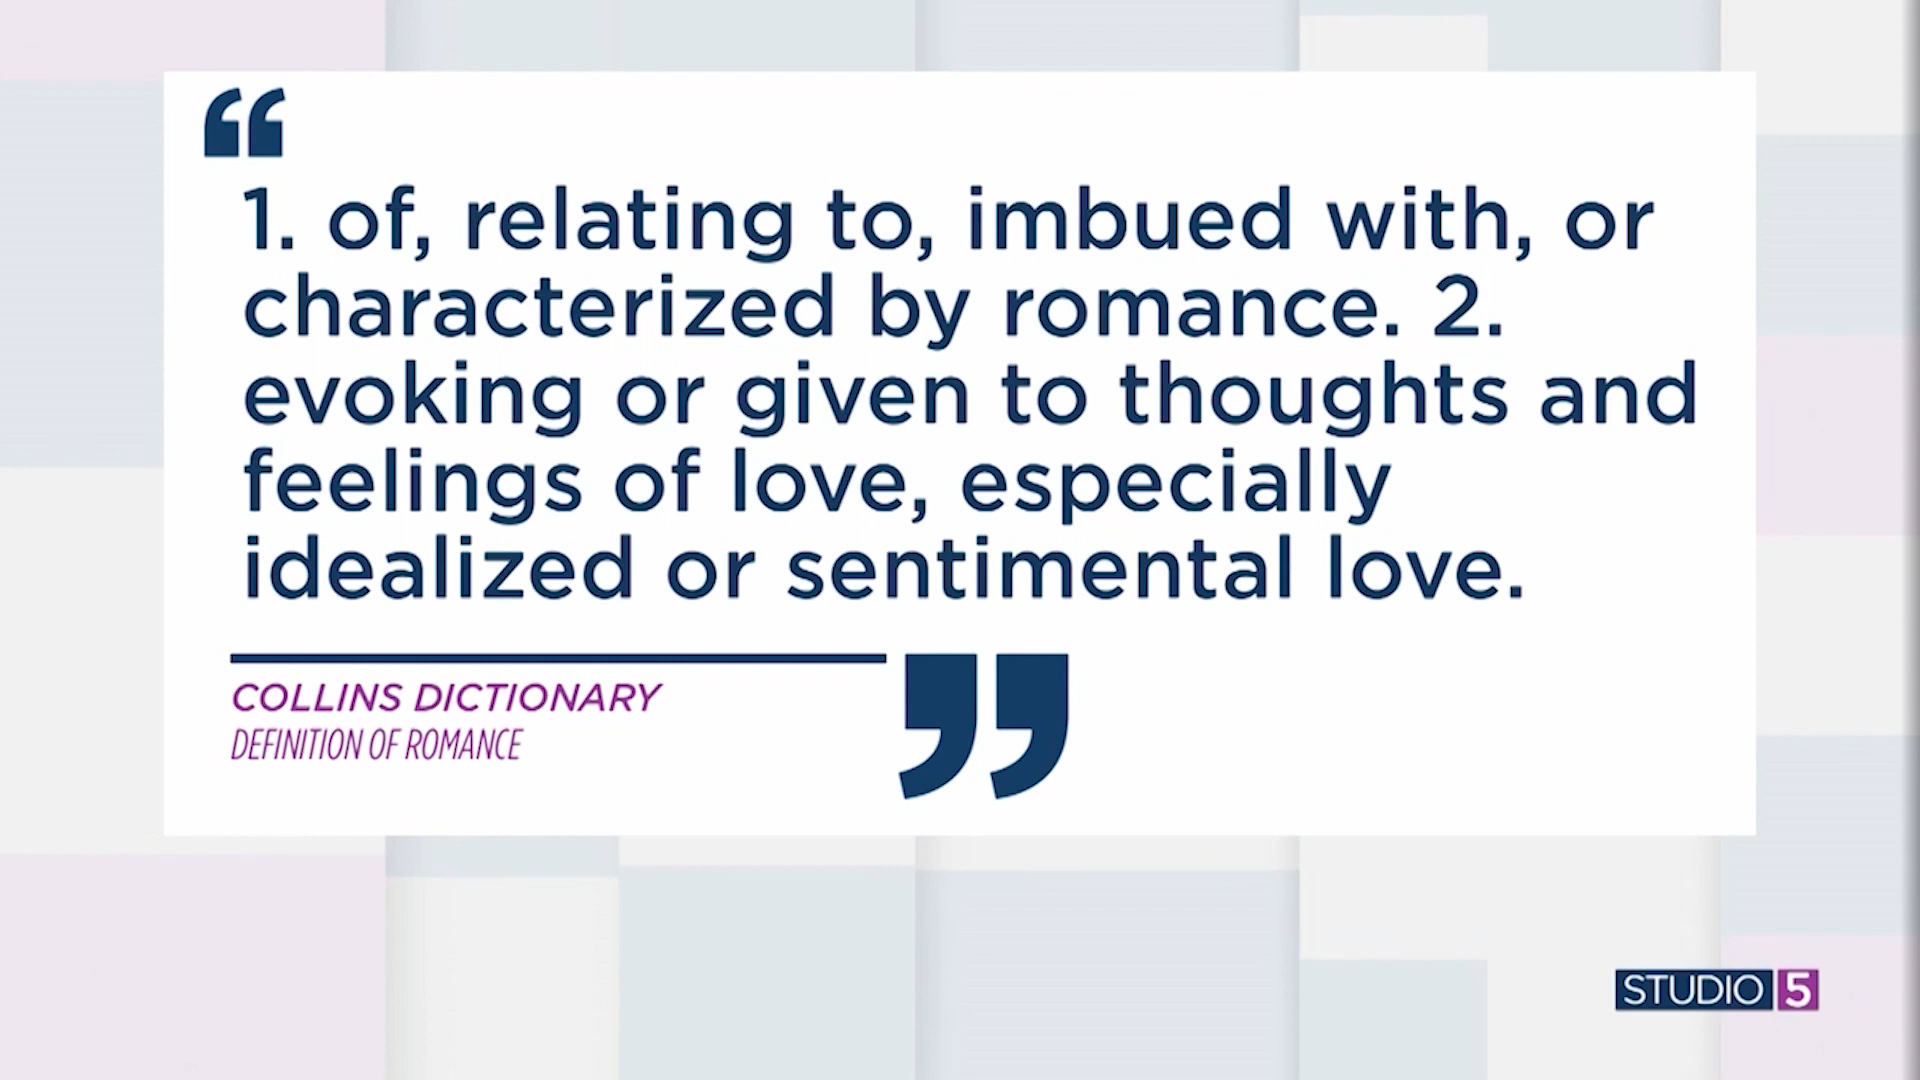 “
1. of, relating to, imbued with, or
characterized by romance. 2.
evoking or given to thoughts and
feelings of love, especially
idealized or sentimental love.
”
COLLINS DICTIONARY
DEFINITION OF ROMANCE
STUDIO 5